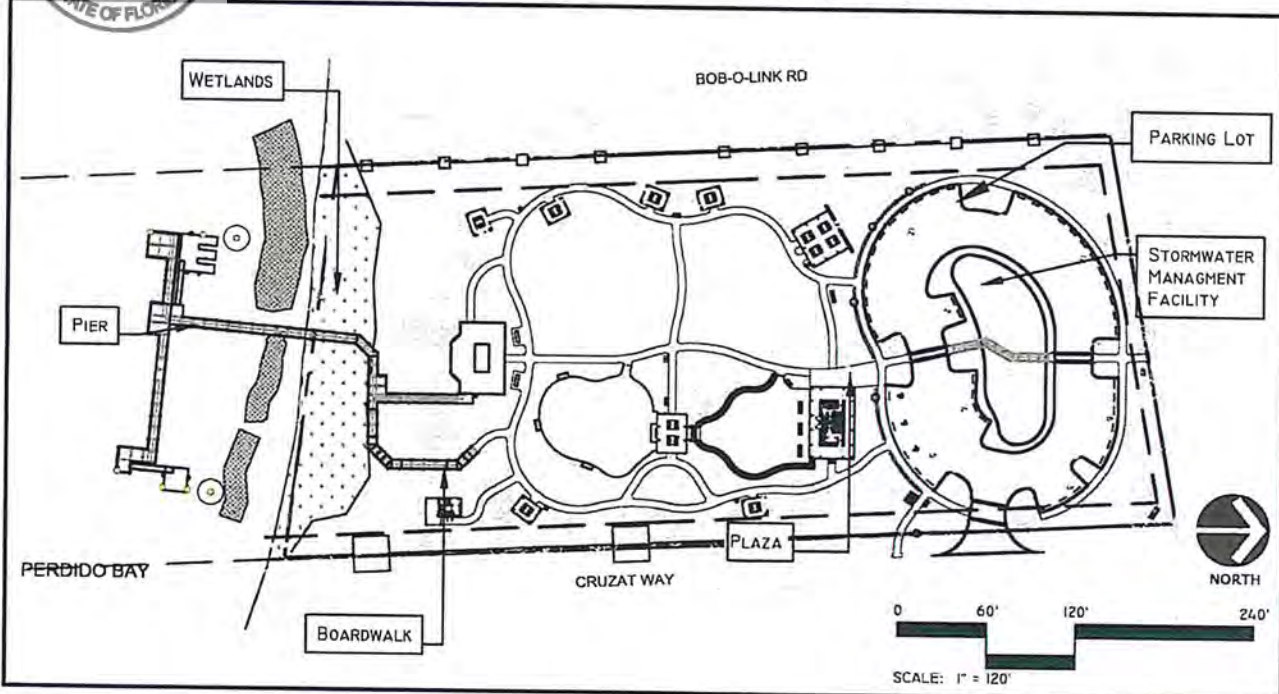 STATE OF FLOR
WETLANDS
BOB-O-LINK RD
PARKING LOT
STORMWATER
MANAGMENT
FACILITY
PIER
PLAZA
NORTH
PERDIDO BAY
CRUZAT WAY
BOARDWALK
0 60' 120' 240'
SCALE: 1" = 120'